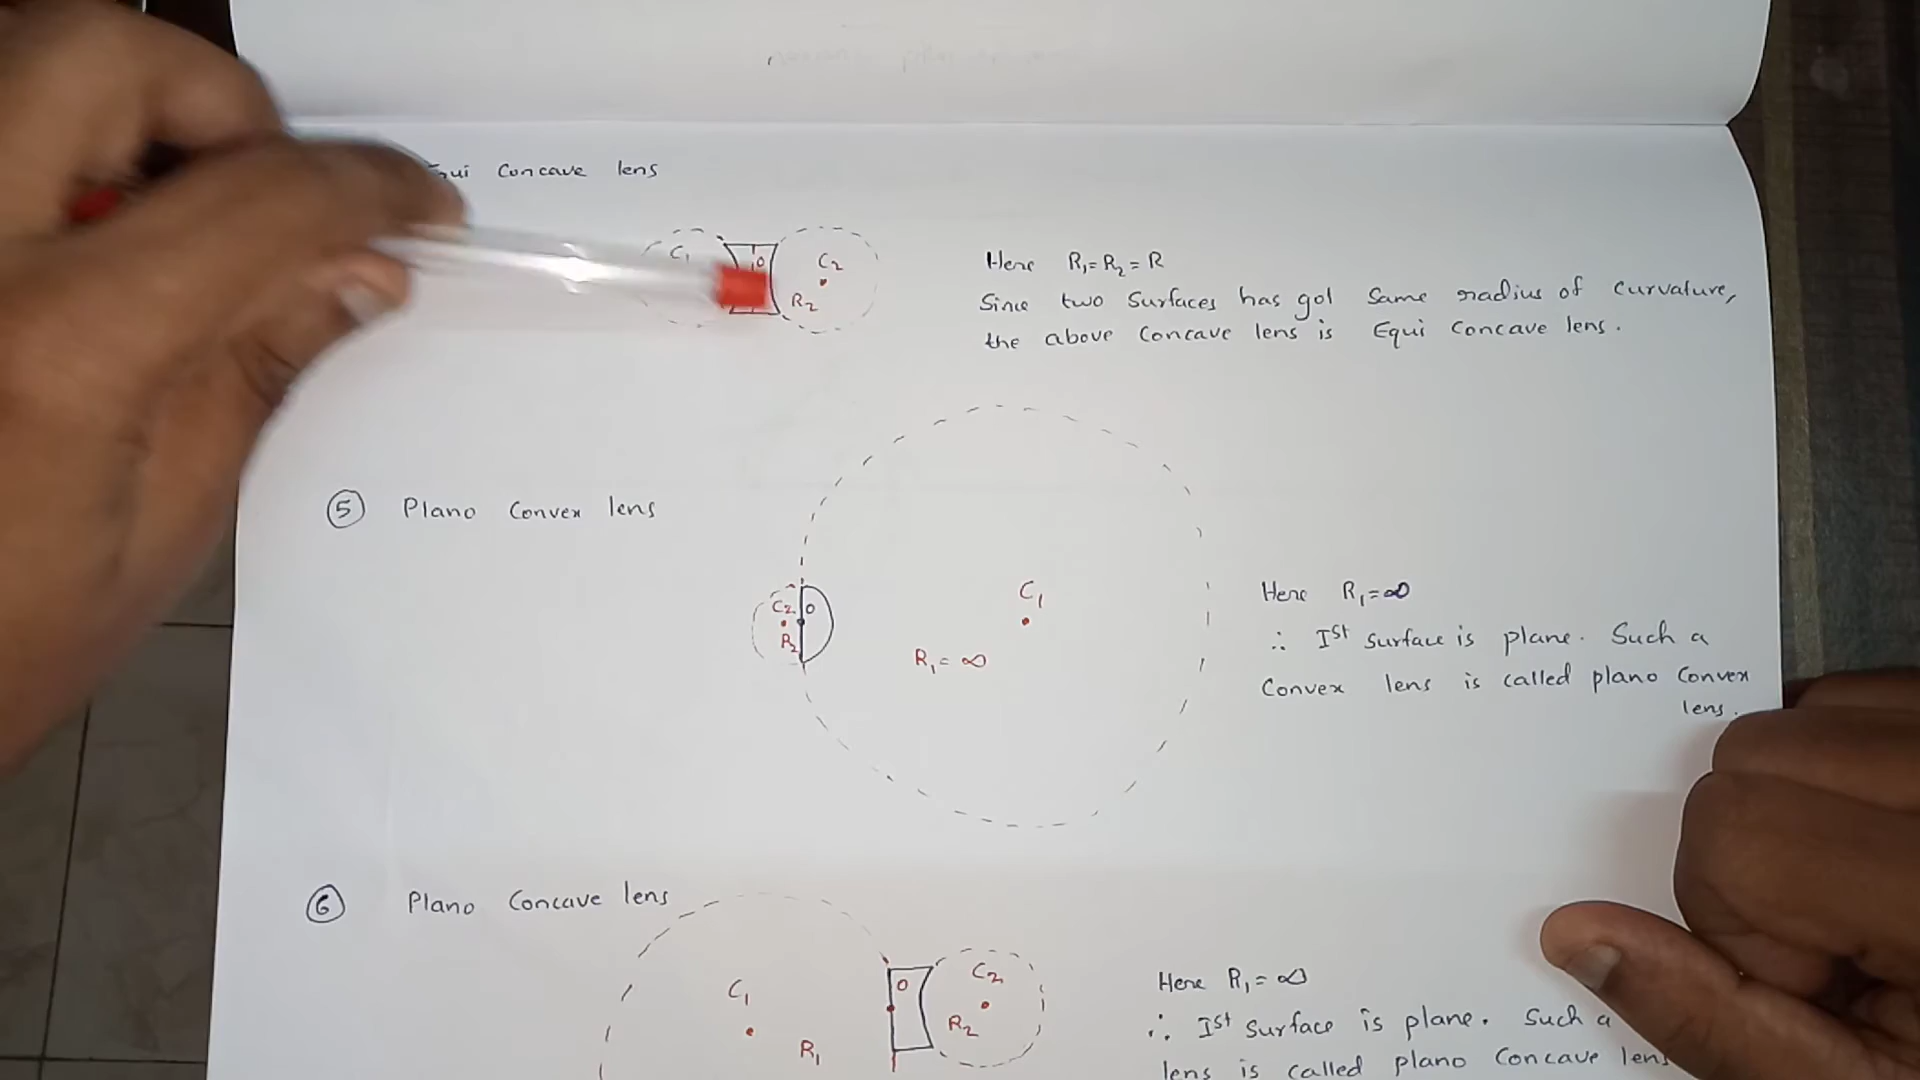 Equi Concave lens
C1
O
C2
R2
Here R1=R2=R
Since two surfaces has got same radius of curvature,
the above concave lens is Equi concave lens.
5 Plano Convex lens
C2
O
R2
C1
R1=∞
Here R1=∞
∴ Ist surface is plane. Such a
Convex lens is called plano convex
lens.
6 Plano Concave lens
C1
R1
O
C2
R2
Here R1=∞
∴ Ist surface is plane. Such a
lens is called plano concave lens